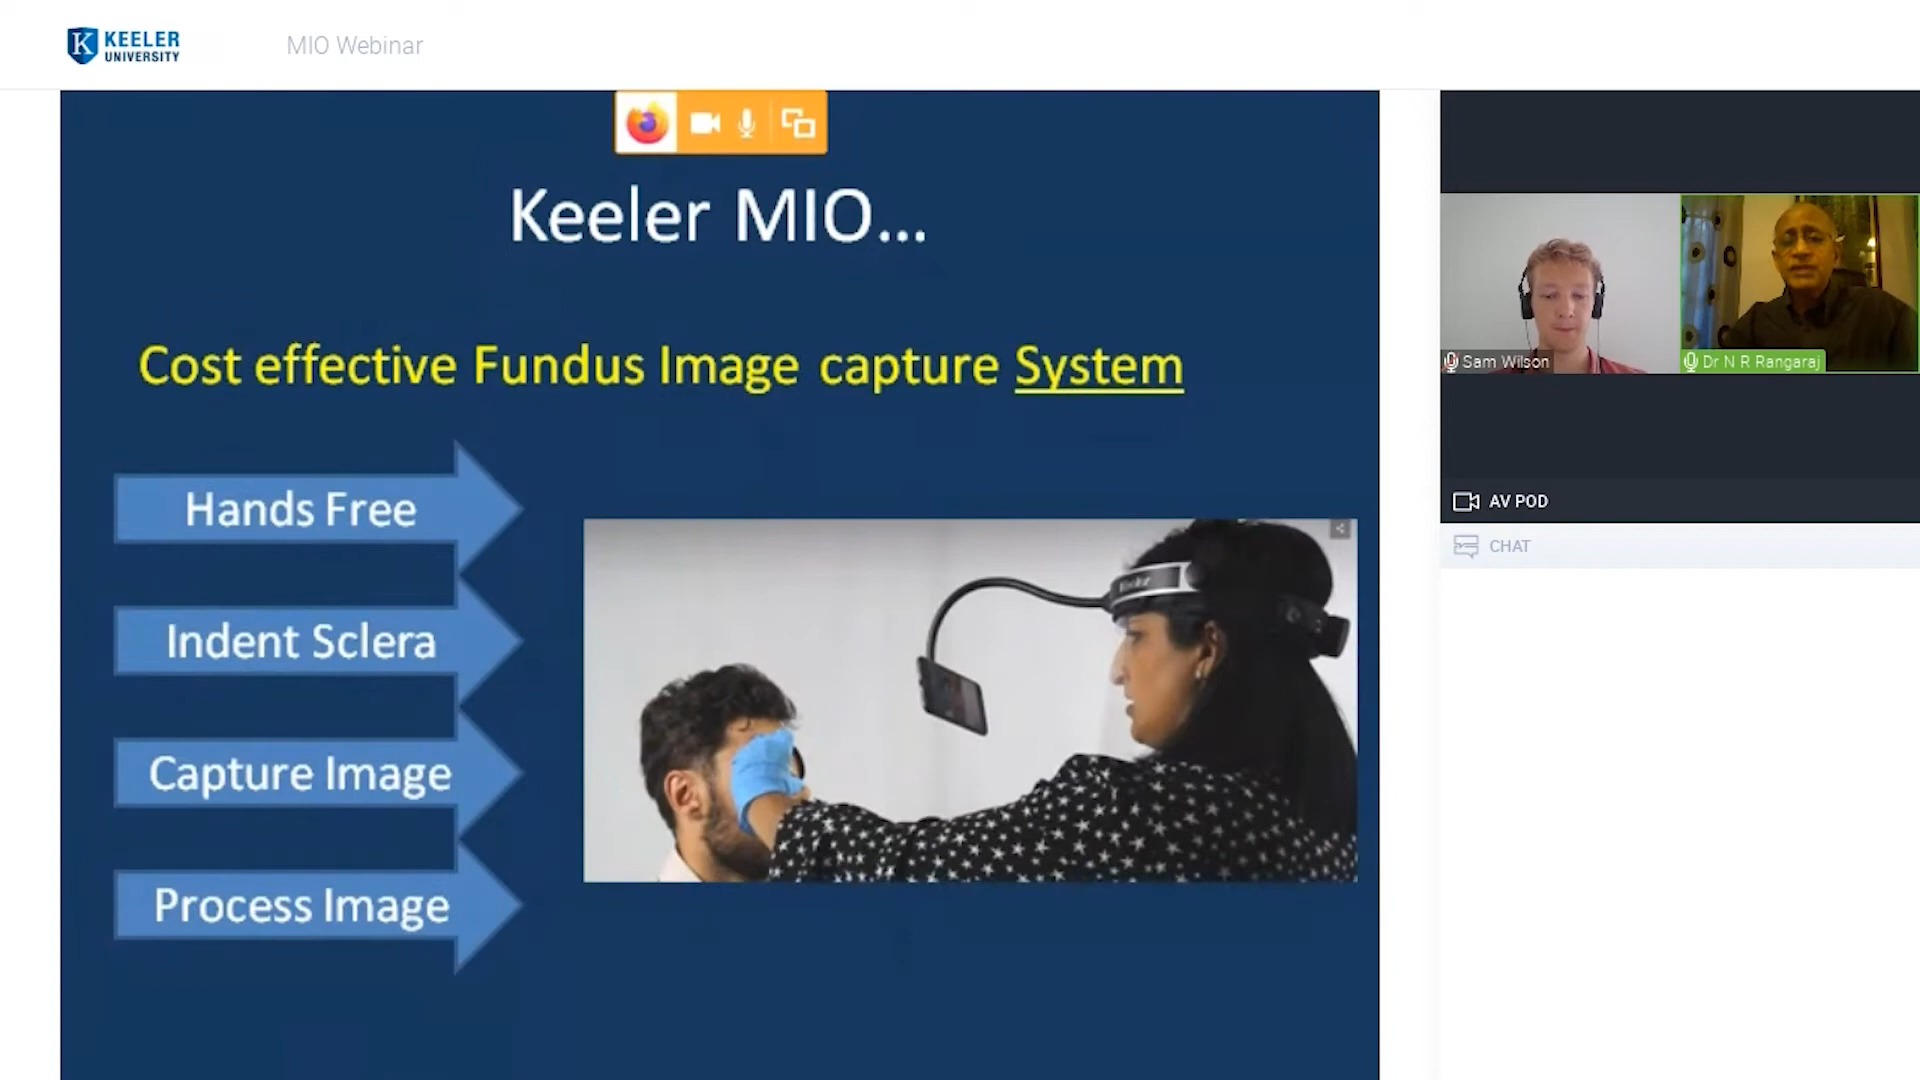 KEELER
UNIVERSITY
MIO Webinar
Keeler MIO...
Cost effective Fundus Image capture System
Hands Free
Indent Sclera
Capture Image
Process Image
Keeler
Sam Wilson
Dr N R Rangaraj
AV POD
CHAT